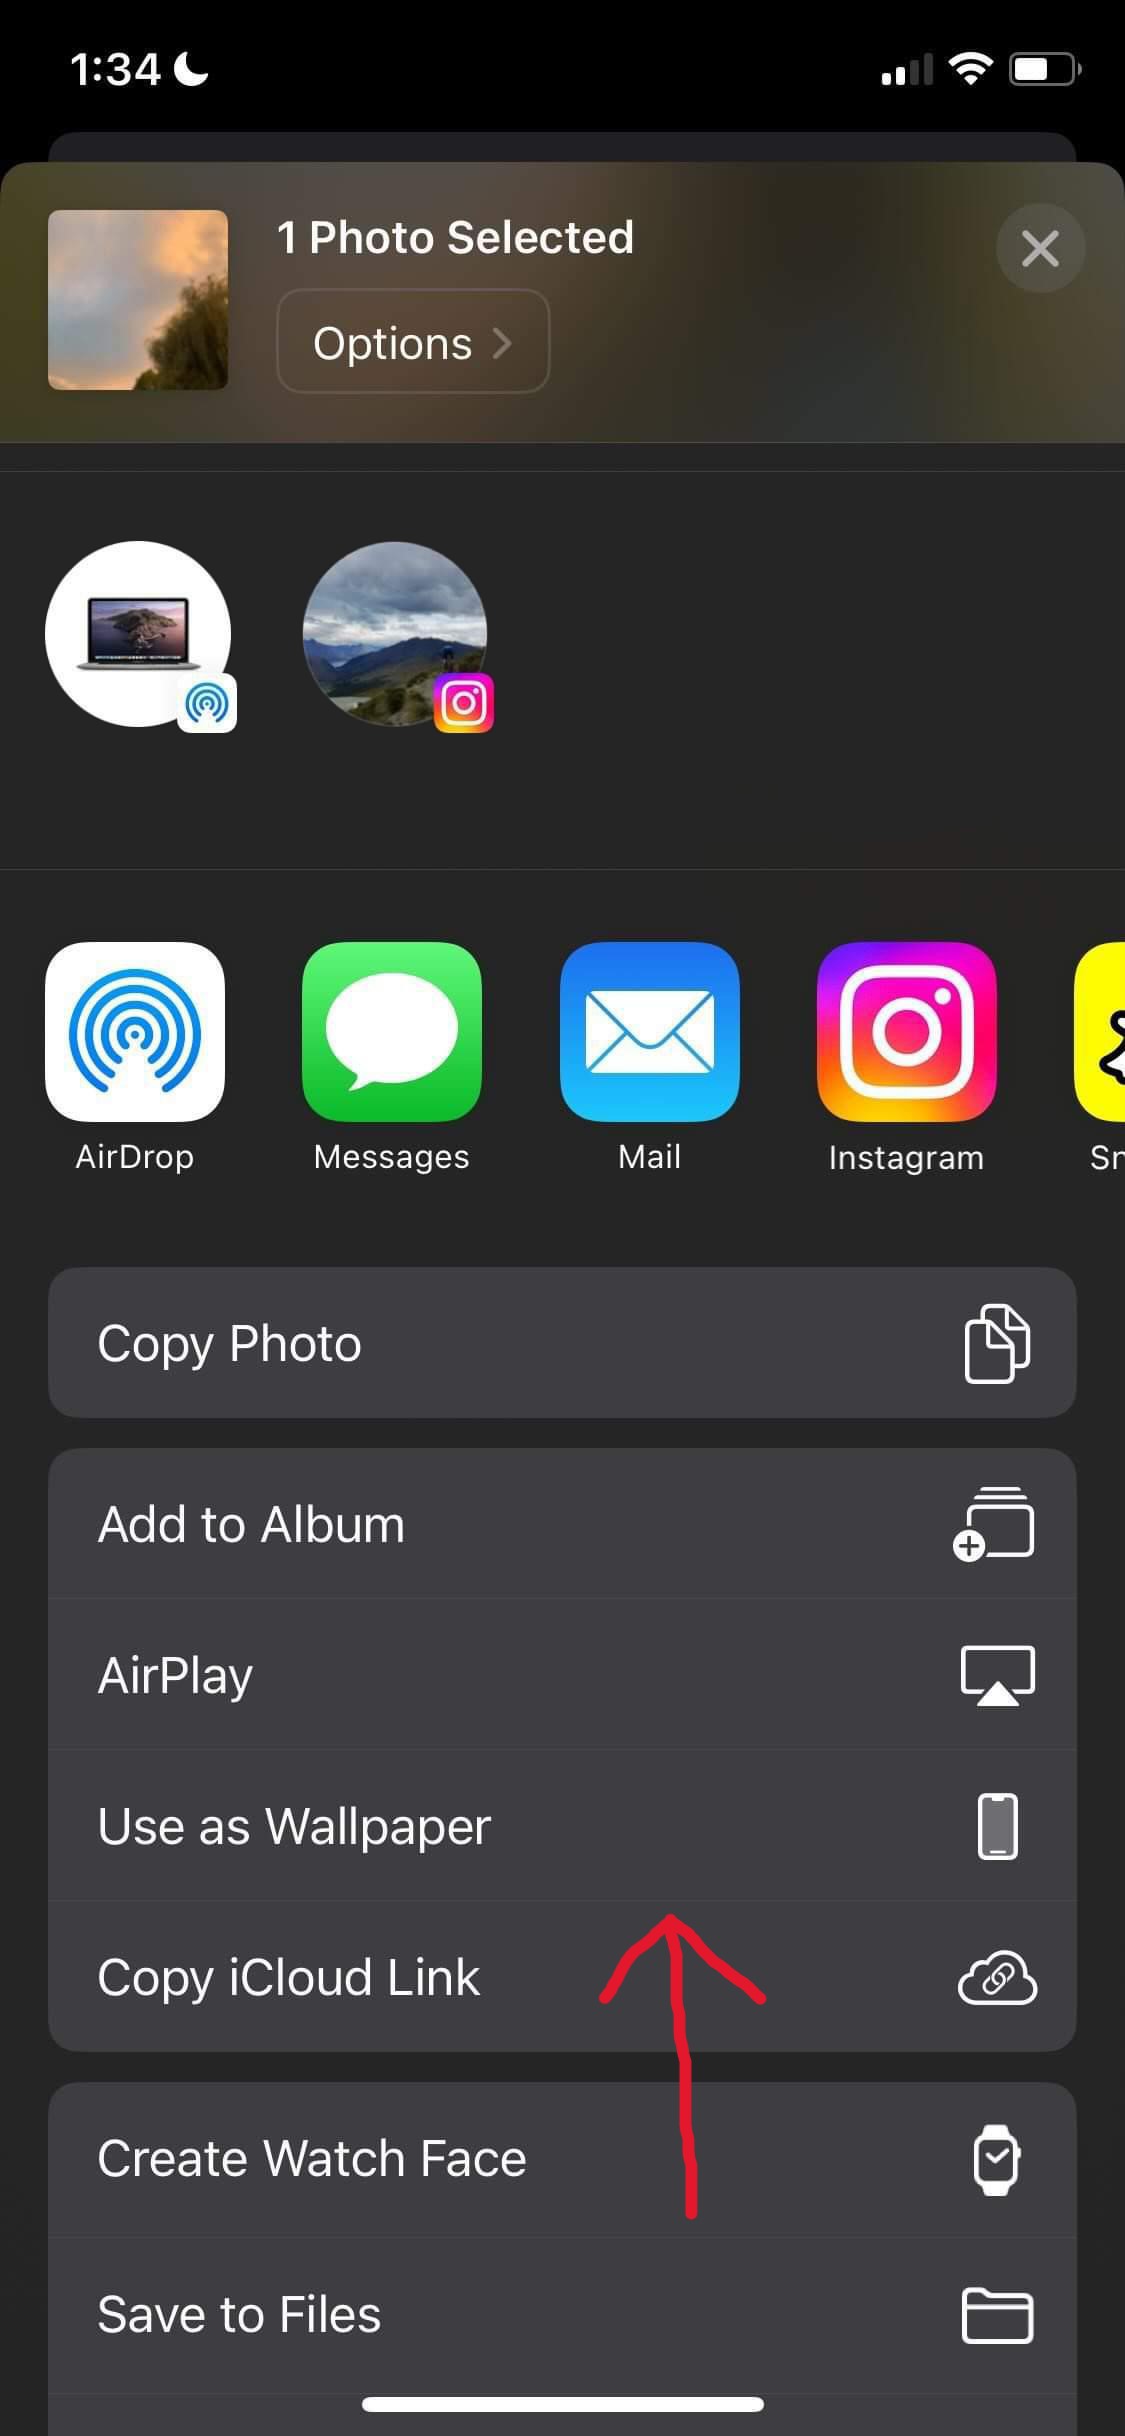 1:34
1 Photo Selected
Options
AirDrop
Messages
Mail
Instagram
Sn
Copy Photo
Add to Album
AirPlay
Use as Wallpaper
Copy iCloud Link
Create Watch Face
Save to Files